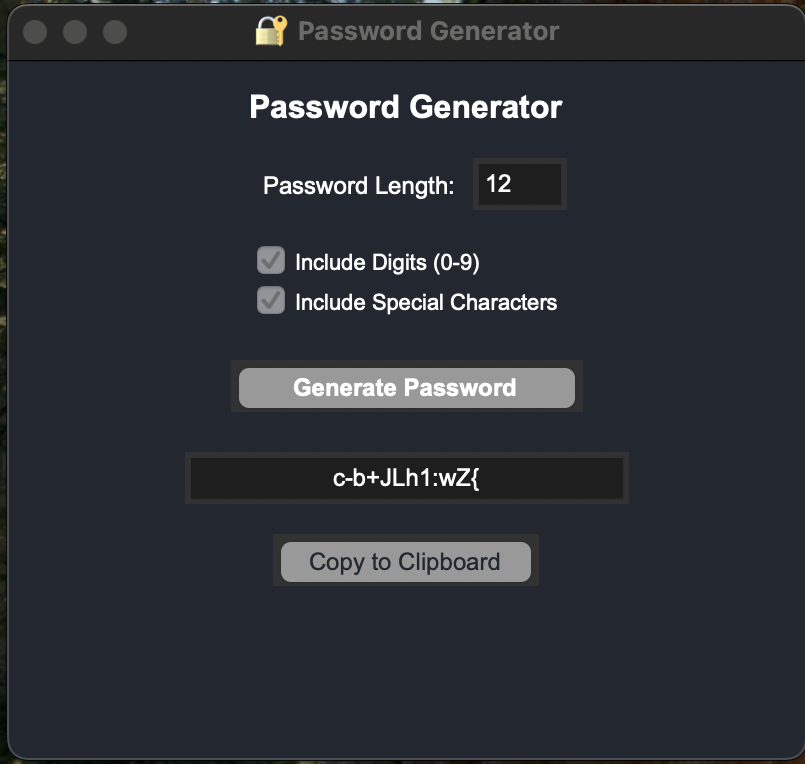 🔐 Password Generator
Password Generator
Password Length: 12
Include Digits (0-9)
Include Special Characters
Generate Password
c-b+JLh1:wZ{
Copy to Clipboard